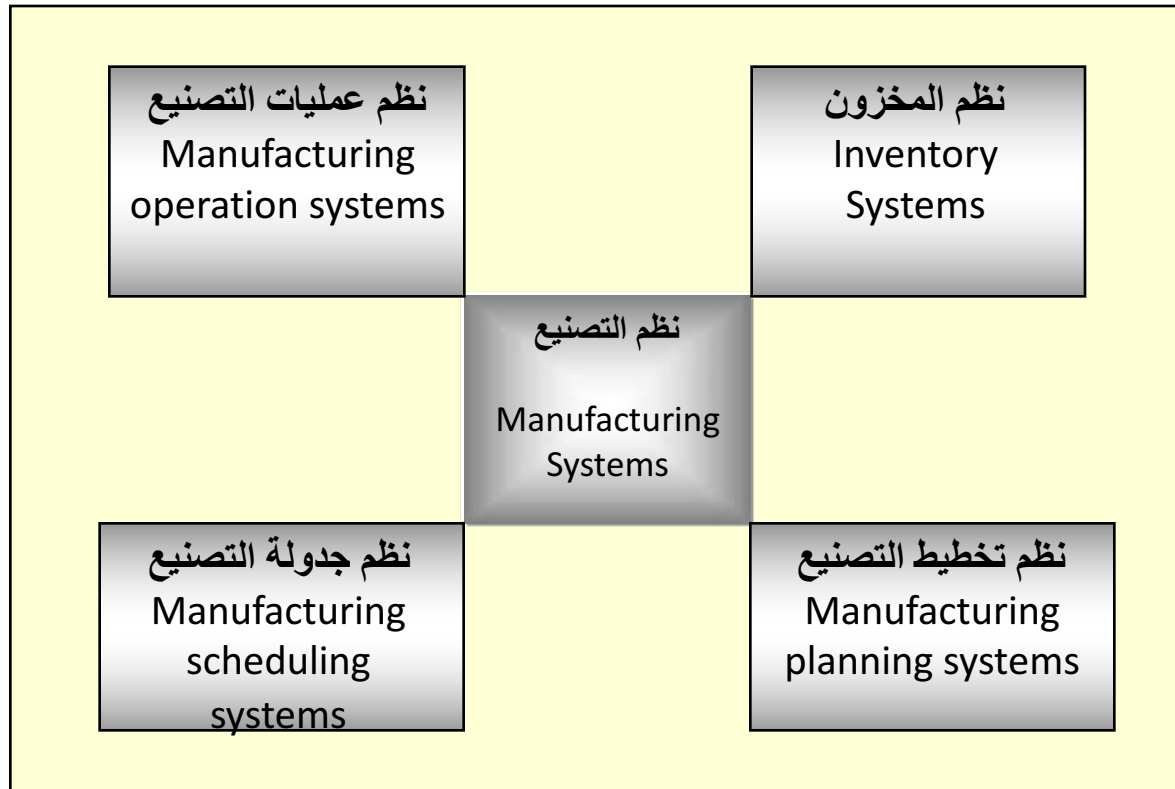 نظم عمليات التصنيع
Manufacturing
operation systems
نظم المخزون
Inventory
Systems
نظم التصنيع
Manufacturing
Systems
نظم جدولة التصنيع
Manufacturing
scheduling
systems
نظم تخطيط التصنيع
Manufacturing
planning systems